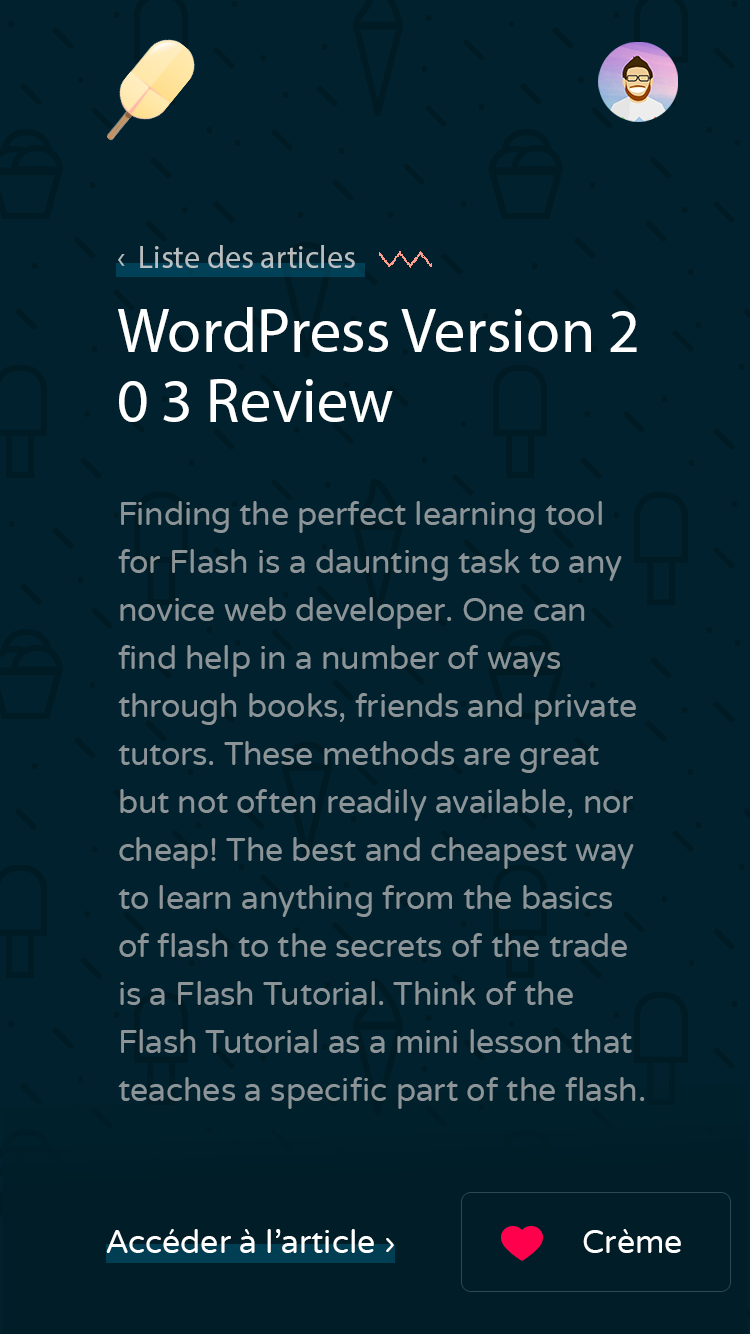 ‹ Liste des articles
WordPress Version 2
0 3 Review
Finding the perfect learning tool
for Flash is a daunting task to any
novice web developer. One can
find help in a number of ways
through books, friends and private
tutors. These methods are great
but not often readily available, nor
cheap! The best and cheapest way
to learn anything from the basics
of flash to the secrets of the trade
is a Flash Tutorial. Think of the
Flash Tutorial as a mini lesson that
teaches a specific part of the flash.
Accéder à l’article ›
Crème